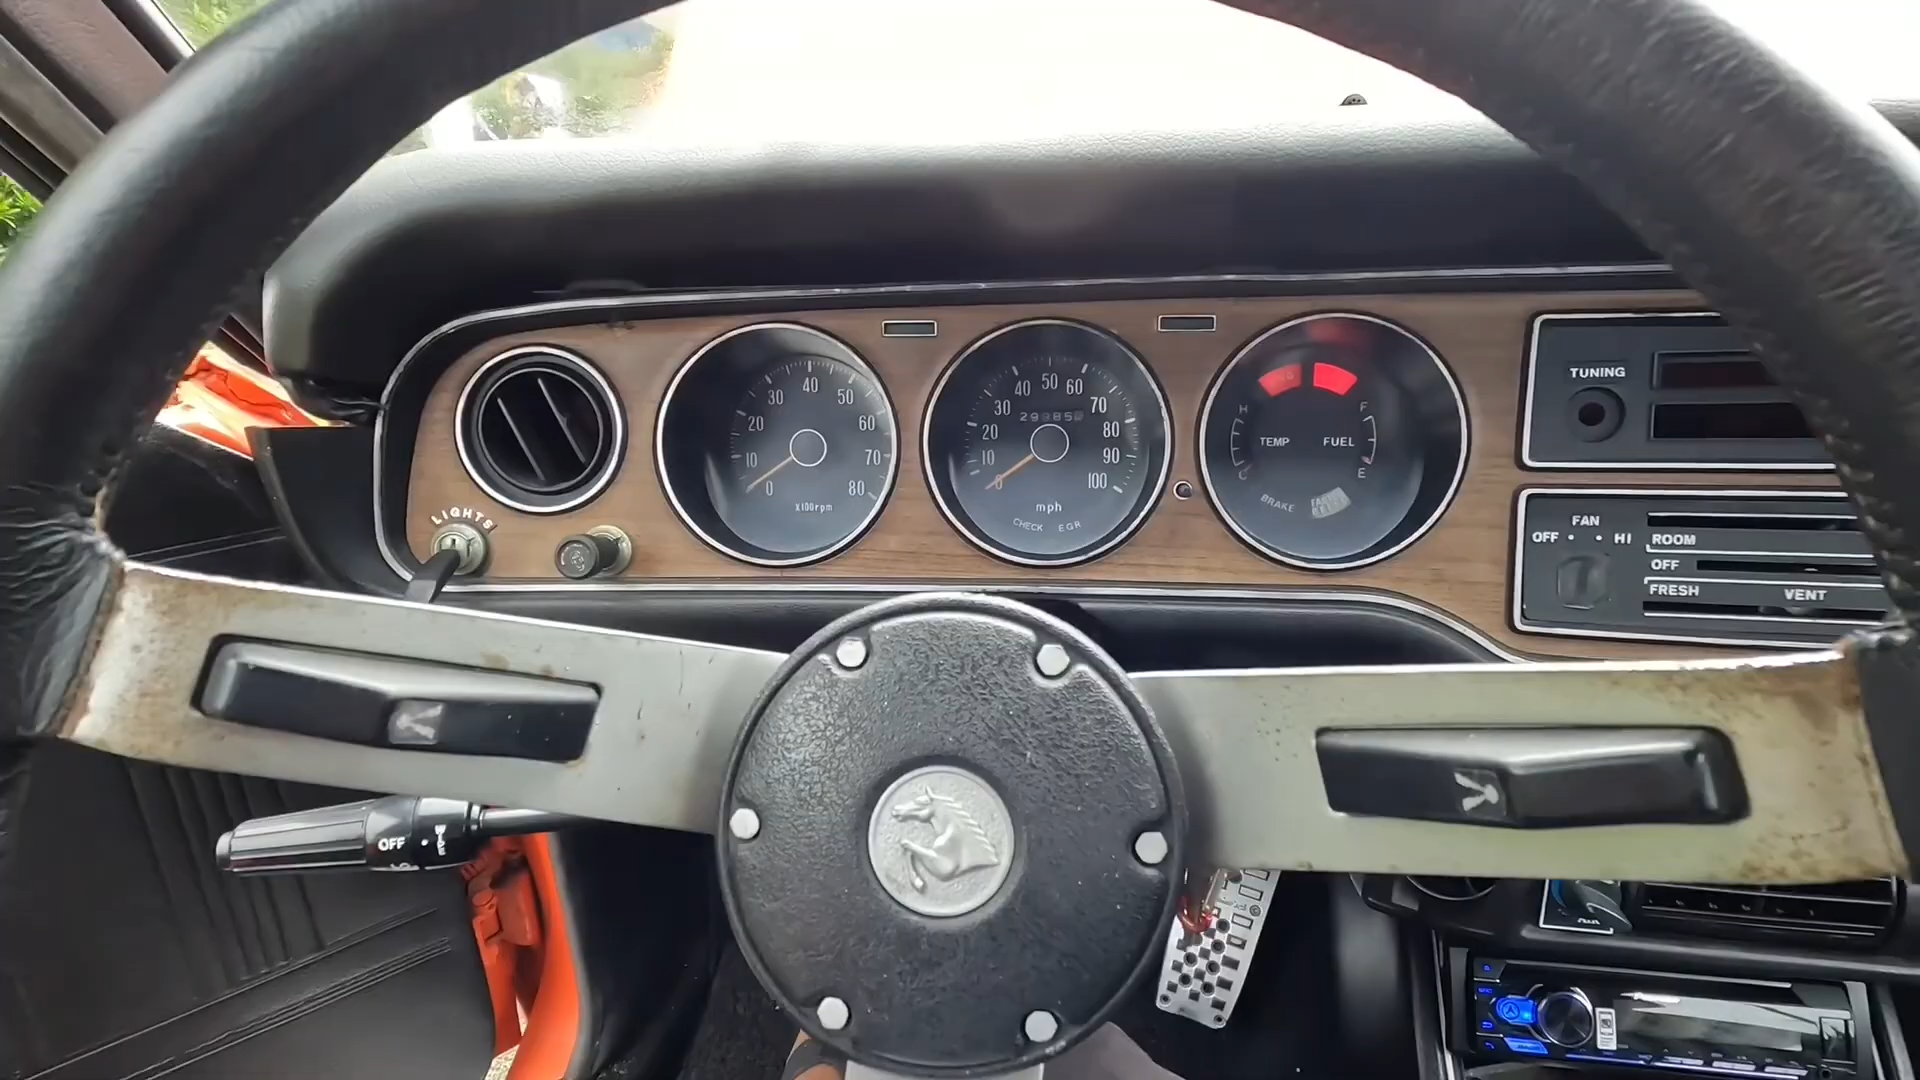 LIGHTS
0 10 20 30 40 50 60 70 80
X100rpm
0 10 20 30 40 50 60 70 80 90 100
mph
CHECK EGR
H
TEMP
C
F
FUEL
E
BRAKE
TUNING
FAN
OFF • • HI
ROOM
OFF
FRESH VENT
OFF •